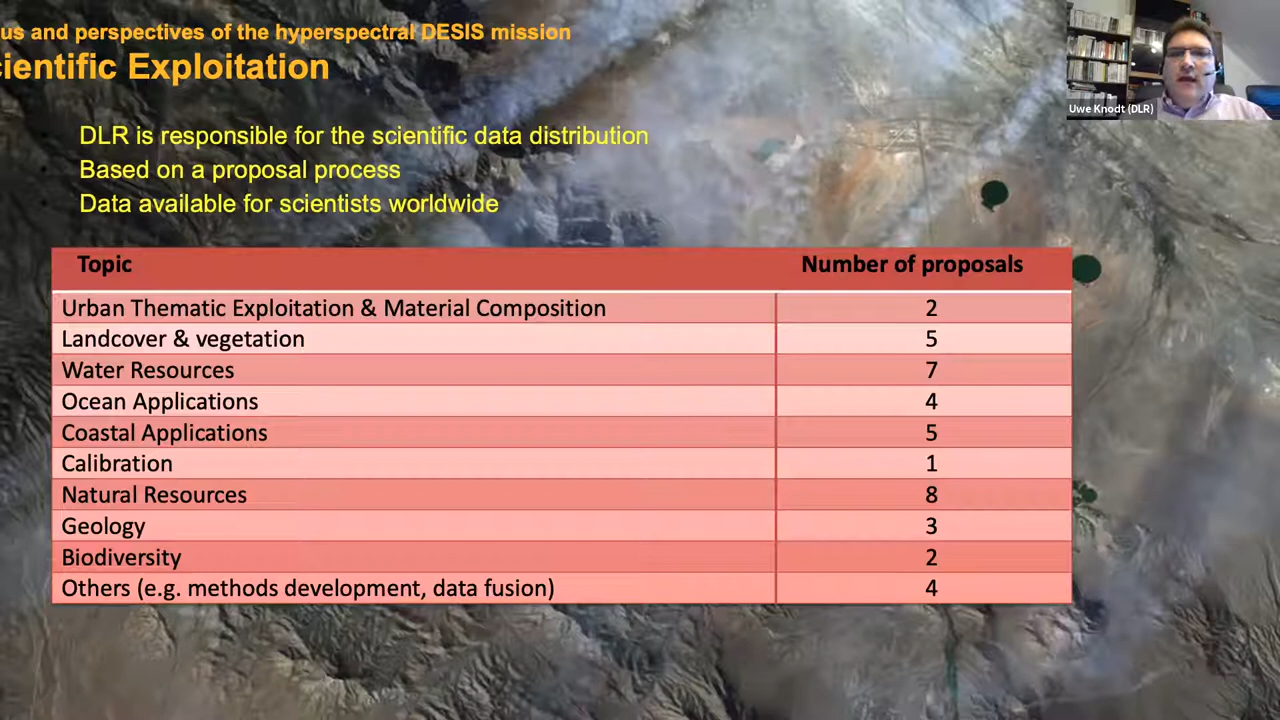 us and perspectives of the hyperspectral DESIS mission
cientific Exploitation
Uwe Knodt (DLR)
DLR is responsible for the scientific data distribution
Based on a proposal process
Data available for scientists worldwide
Topic Number of proposals
Urban Thematic Exploitation & Material Composition 2
Landcover & vegetation 5
Water Resources 7
Ocean Applications 4
Coastal Applications 5
Calibration 1
Natural Resources 8
Geology 3
Biodiversity 2
Others (e.g. methods development, data fusion) 4